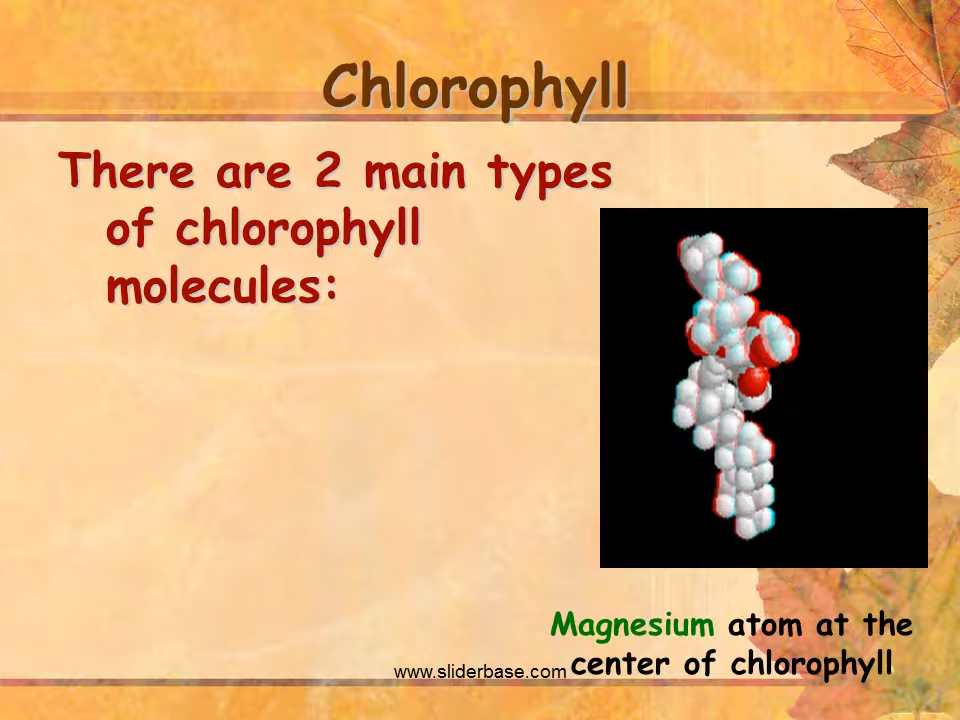 Chlorophyll
There are 2 main types
of chlorophyll
molecules:
Magnesium atom at the
center of chlorophyll
www.sliderbase.com